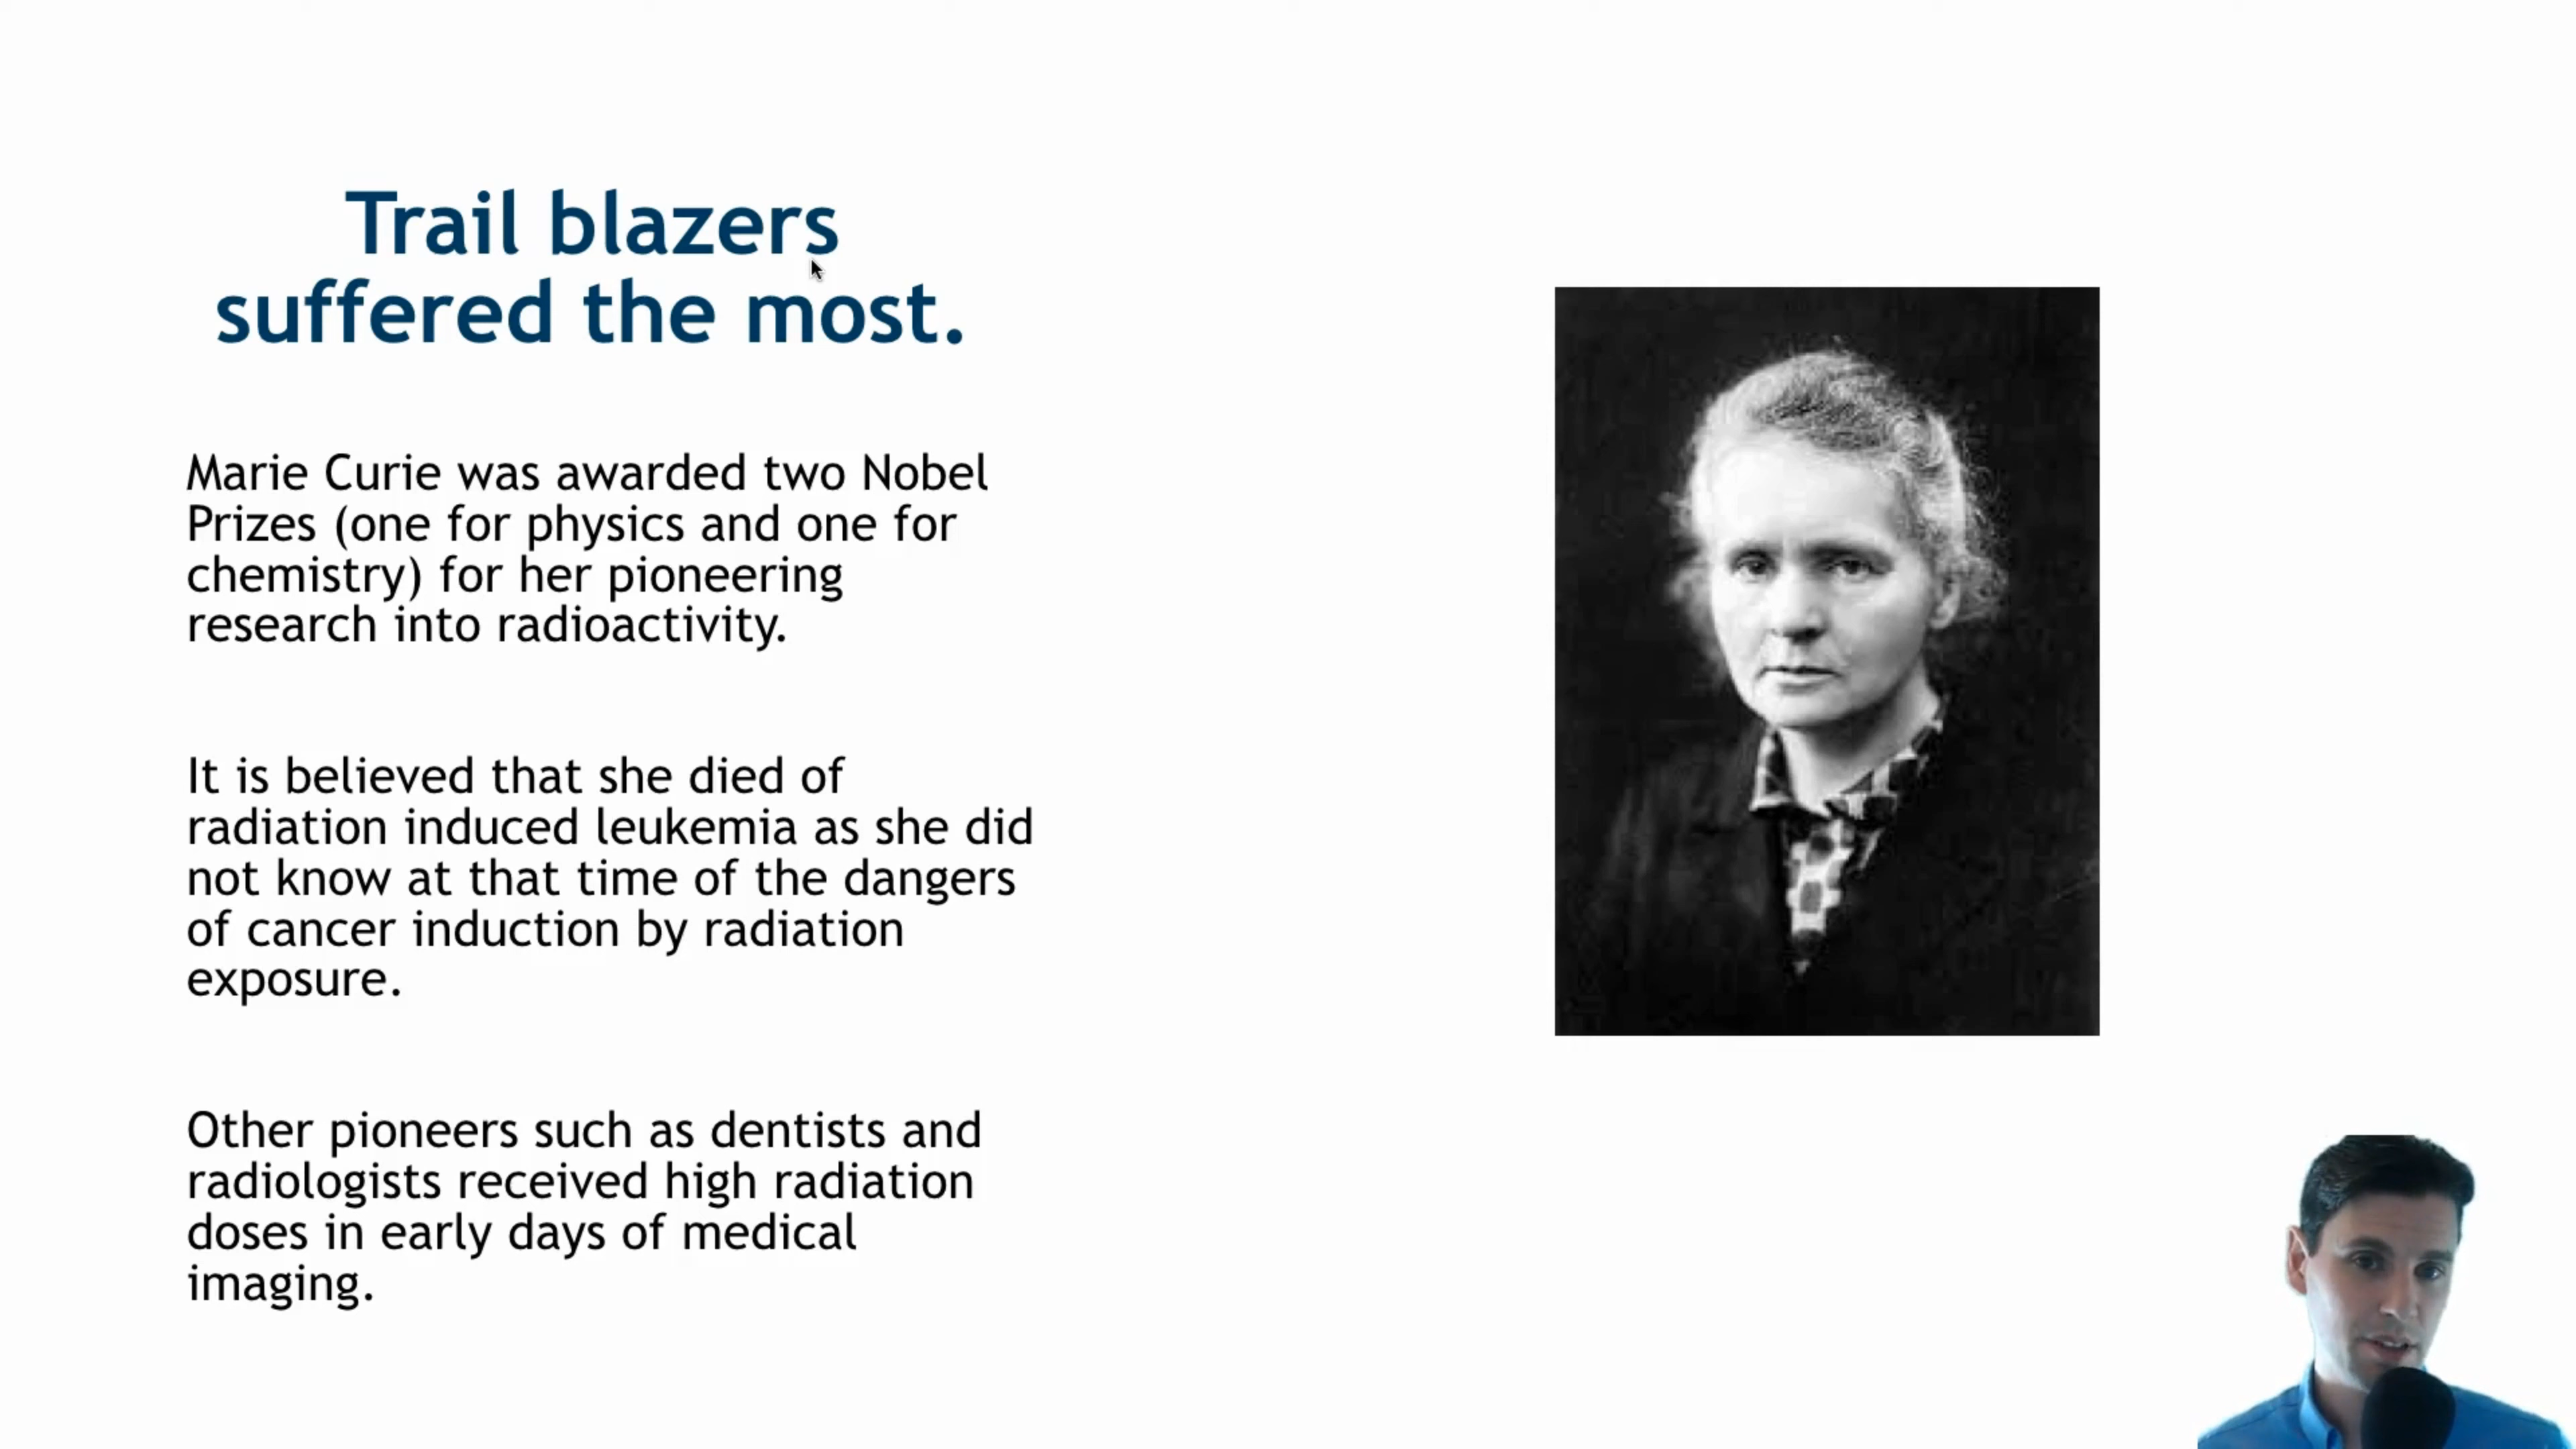 Trail blazers
suffered the most.
Marie Curie was awarded two Nobel
Prizes (one for physics and one for
chemistry) for her pioneering
research into radioactivity.
It is believed that she died of
radiation induced leukemia as she did
not know at that time of the dangers
of cancer induction by radiation
exposure.
Other pioneers such as dentists and
radiologists received high radiation
doses in early days of medical
imaging.